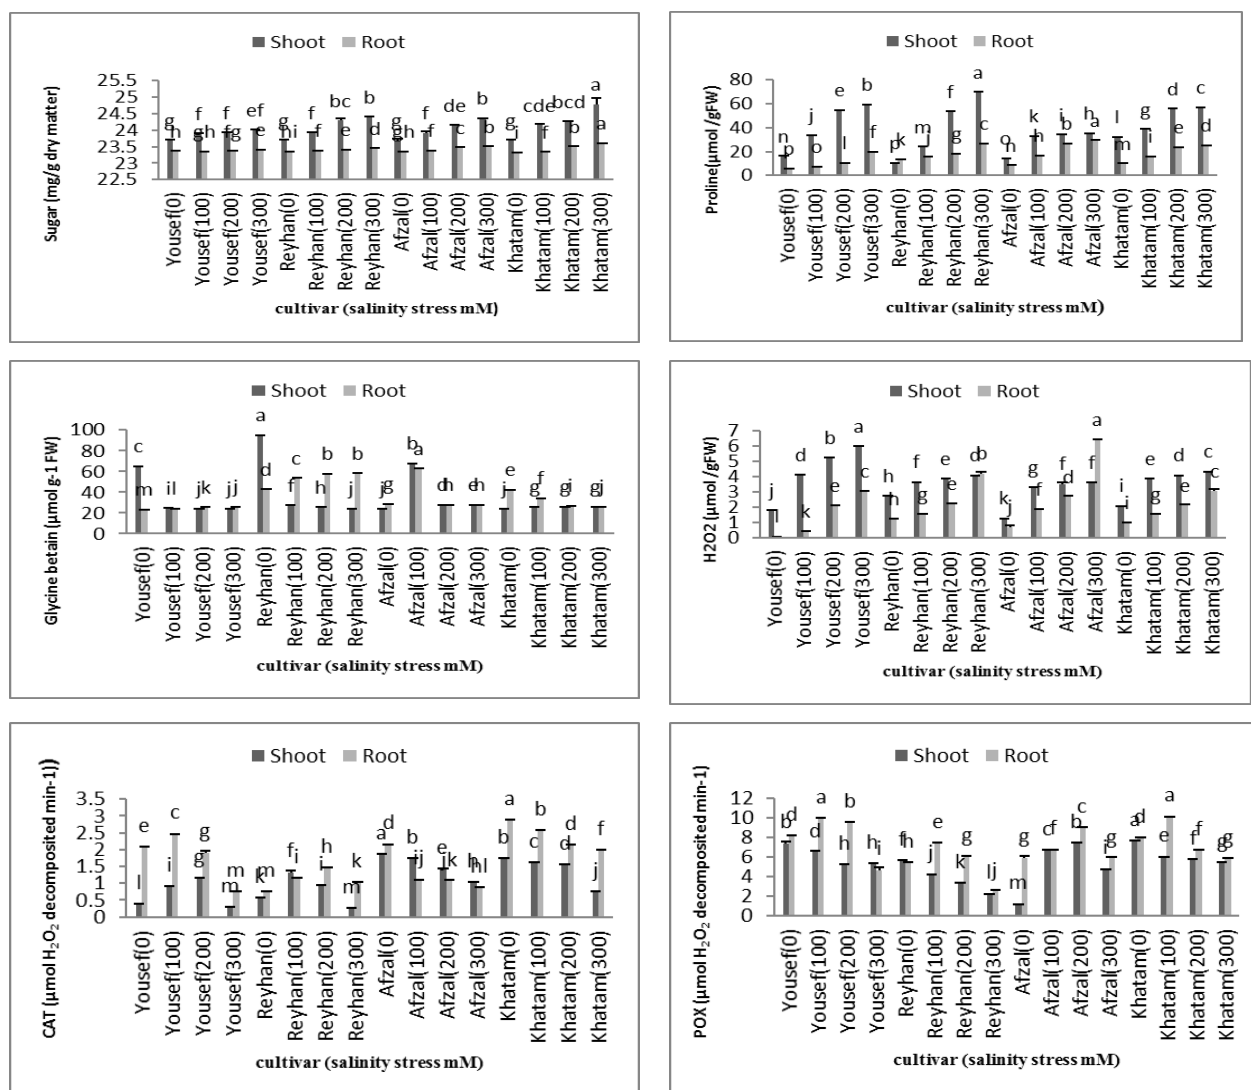 Shoot Root
Sugar (mg/g dry matter)
25.5
25
24.5
24
23.5
23
22.5
g f f ef g f bc b g f de b g cde bcd a
h gh fg e hi f e d gh f c b i f b a
Yousef(0)
Yousef(100)
Yousef(200)
Yousef(300)
Reyhan(0)
Reyhan(100)
Reyhan(200)
Reyhan(300)
Afzal(0)
Afzal(100)
Afzal(200)
Afzal(300)
Khatam(0)
Khatam(100)
Khatam(200)
Khatam(300)
cultivar (salinity stress mM)
Shoot Root
Proline(µmol /gFW)
80
60
40
20
0
n j e b p m f a o k i h l g d c
p o l f k j g c n h b a m i e d
Yousef(0)
Yousef(100)
Yousef(200)
Yousef(300)
Reyhan(0)
Reyhan(100)
Reyhan(200)
Reyhan(300)
Afzal(0)
Afzal(100)
Afzal(200)
Afzal(300)
Khatam(0)
Khatam(100)
Khatam(200)
Khatam(300)
cultivar (salinity stress mM)
Shoot Root
Glycine betain (µmol g-1 FW)
100
80
60
40
20
0
c i j j a f h j j b d e j g g g
m l k j d c b b g a h h e f i j
Yousef(0)
Yousef(100)
Yousef(200)
Yousef(300)
Reyhan(0)
Reyhan(100)
Reyhan(200)
Reyhan(300)
Afzal(0)
Afzal(100)
Afzal(200)
Afzal(300)
Khatam(0)
Khatam(100)
Khatam(200)
Khatam(300)
cultivar (salinity stress mM)
Shoot Root
H2O2 (µmol /gFW)
7
6
5
4
3
2
1
0
j d b a h f e d k g f f i e d c
l k e c h g e b j f d a i g e c
Yousef(0)
Yousef(100)
Yousef(200)
Yousef(300)
Reyhan(0)
Reyhan(100)
Reyhan(200)
Reyhan(300)
Afzal(0)
Afzal(100)
Afzal(200)
Afzal(300)
Khatam(0)
Khatam(100)
Khatam(200)
Khatam(300)
cultivar (salinity stress mM)
Shoot Root
CAT (µmol H₂O₂ decomposited min-1))
3.5
3
2.5
2
1.5
1
0.5
0
l i g m k f i m a b e h b c d j
e c g m m i h k d ij jk hl a b d f
Yousef(0)
Yousef(100)
Yousef(200)
Yousef(300)
Reyhan(0)
Reyhan(100)
Reyhan(200)
Reyhan(300)
Afzal(0)
Afzal(100)
Afzal(200)
Afzal(300)
Khatam(0)
Khatam(100)
Khatam(200)
Khatam(300)
cultivar (salinity stress mM)
Shoot Root
POX (µmol H₂O₂ decomposited min-1)
12
10
8
6
4
2
0
b d h h f j k l m c b i a e f g
d a b i h e g j g f c g d a g g
Yousef(0)
Yousef(100)
Yousef(200)
Yousef(300)
Reyhan(0)
Reyhan(100)
Reyhan(200)
Reyhan(300)
Afzal(0)
Afzal(100)
Afzal(200)
Afzal(300)
Khatam(0)
Khatam(100)
Khatam(200)
Khatam(300)
cultivar (salinity stress mM)